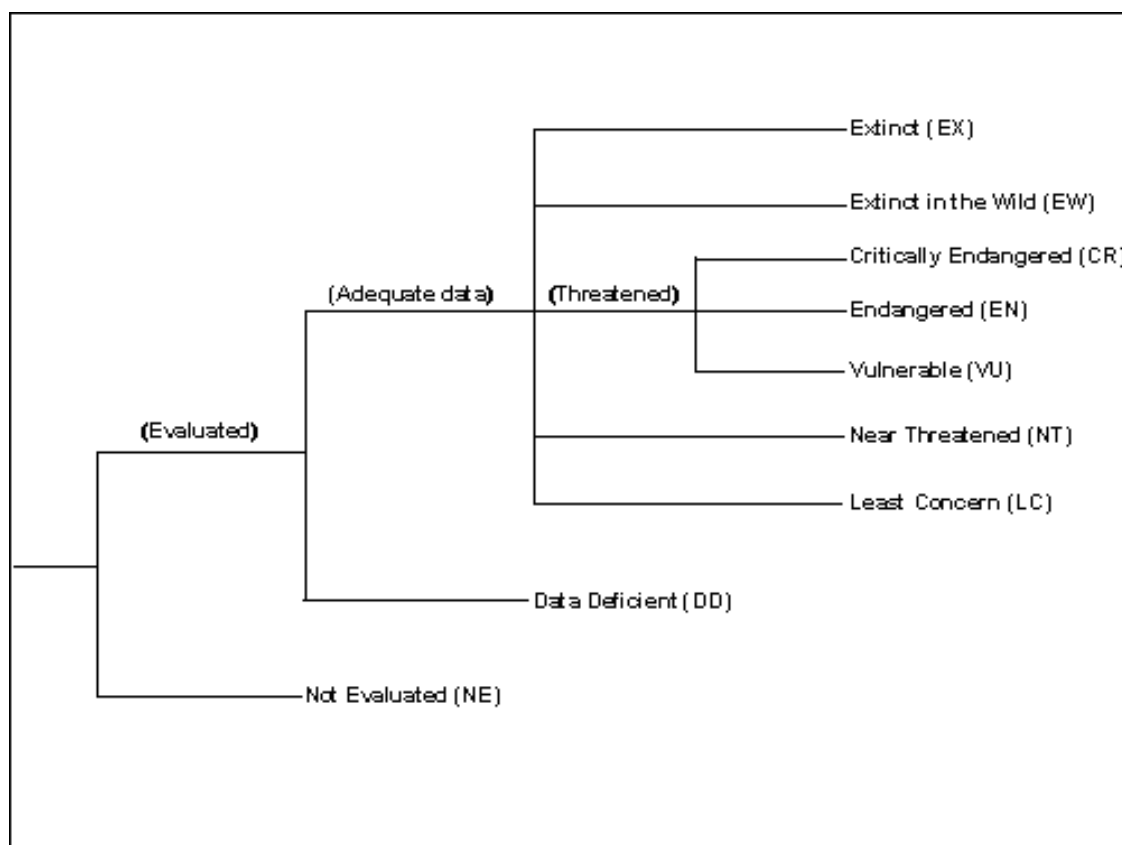 Extinct (EX)
Extinct in the Wild (EW)
Critically Endangered (CR)
(Adequate data)
(Threatened)
Endangered (EN)
Vulnerable (VU)
(Evaluated)
Near Threatened (NT)
Least Concern (LC)
Data Deficient (DD)
Not Evaluated (NE)